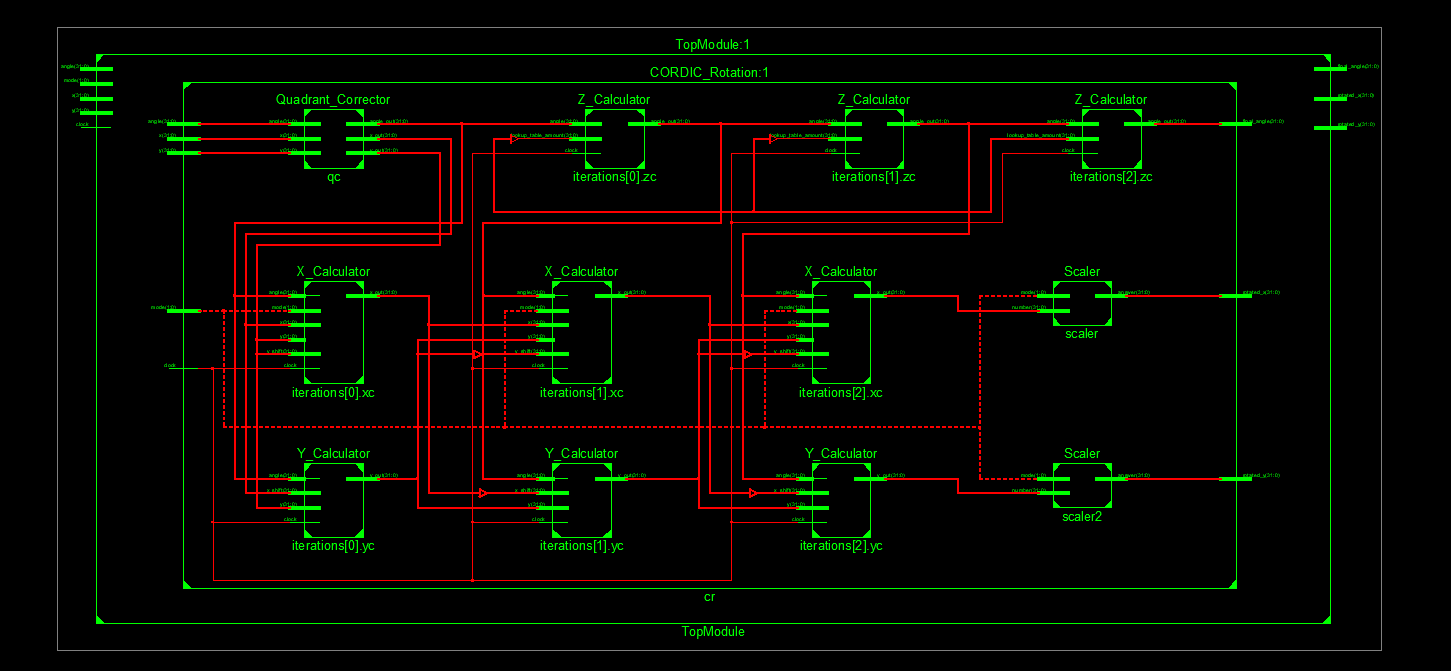 TopModule:1
CORDIC_Rotation:1
angle(31:0)
mode(1:0)
x(31:0)
y(31:0)
clock
final_angle(31:0)
rotated_x(31:0)
rotated_y(31:0)
Quadrant_Corrector
Z_Calculator
Z_Calculator
Z_Calculator
angle(31:0)
x(31:0)
y(31:0)
angle(31:0)
x(31:0)
y(31:0)
angle_out(31:0)
x_out(31:0)
y_out(31:0)
angle(31:0)
lookup_table_amount(31:0)
clock
angle_out(31:0)
angle(31:0)
lookup_table_amount(31:0)
clock
angle_out(31:0)
angle(31:0)
lookup_table_amount(31:0)
clock
angle_out(31:0)
final_angle(31:0)
qc
iterations[0].zc
iterations[1].zc
iterations[2].zc
X_Calculator
X_Calculator
X_Calculator
Scaler
mode(1:0)
clock
angle(31:0)
mode(1:0)
x(31:0)
y(31:0)
y_shift(31:0)
clock
x_out(31:0)
angle(31:0)
mode(1:0)
x(31:0)
y(31:0)
y_shift(31:0)
clock
x_out(31:0)
angle(31:0)
mode(1:0)
x(31:0)
y(31:0)
y_shift(31:0)
clock
x_out(31:0)
mode(1:0)
number(31:0)
answer(31:0)
rotated_x(31:0)
scaler
iterations[0].xc
iterations[1].xc
iterations[2].xc
Y_Calculator
Y_Calculator
Y_Calculator
Scaler
angle(31:0)
x_shift(31:0)
y(31:0)
clock
y_out(31:0)
angle(31:0)
x_shift(31:0)
y(31:0)
clock
y_out(31:0)
angle(31:0)
x_shift(31:0)
y(31:0)
clock
y_out(31:0)
mode(1:0)
number(31:0)
answer(31:0)
rotated_y(31:0)
scaler2
iterations[0].yc
iterations[1].yc
iterations[2].yc
cr
TopModule